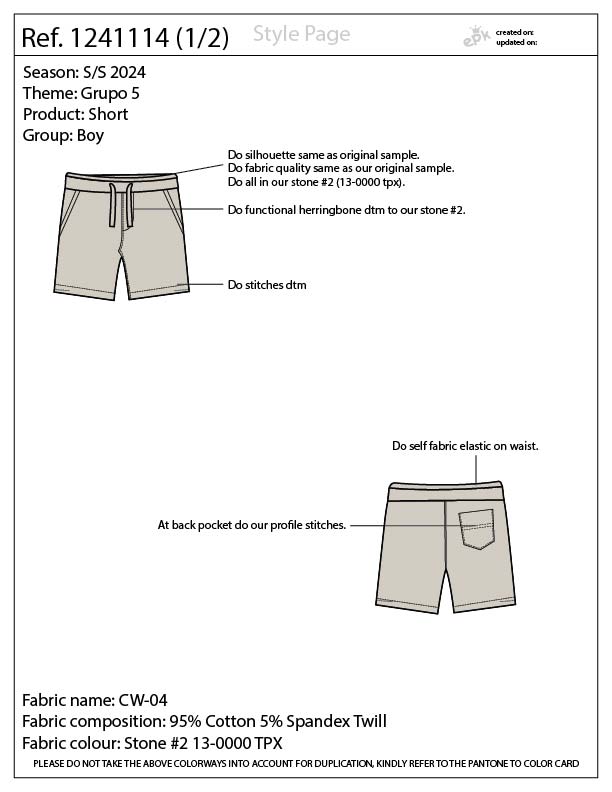 Ref. 1241114 (1/2)
Style Page
epk
created on:
updated on:
Season: S/S 2024
Theme: Grupo 5
Product: Short
Group: Boy
Do silhouette same as original sample.
Do fabric quality same as our original sample.
Do all in our stone #2 (13-0000 tpx).
Do functional herringbone dtm to our stone #2.
Do stitches dtm
Do self fabric elastic on waist.
At back pocket do our profile stitches.
Fabric name: CW-04
Fabric composition: 95% Cotton 5% Spandex Twill
Fabric colour: Stone #2 13-0000 TPX
PLEASE DO NOT TAKE THE ABOVE COLORWAYS INTO ACCOUNT FOR DUPLICATION, KINDLY REFER TO THE PANTONE TO COLOR CARD